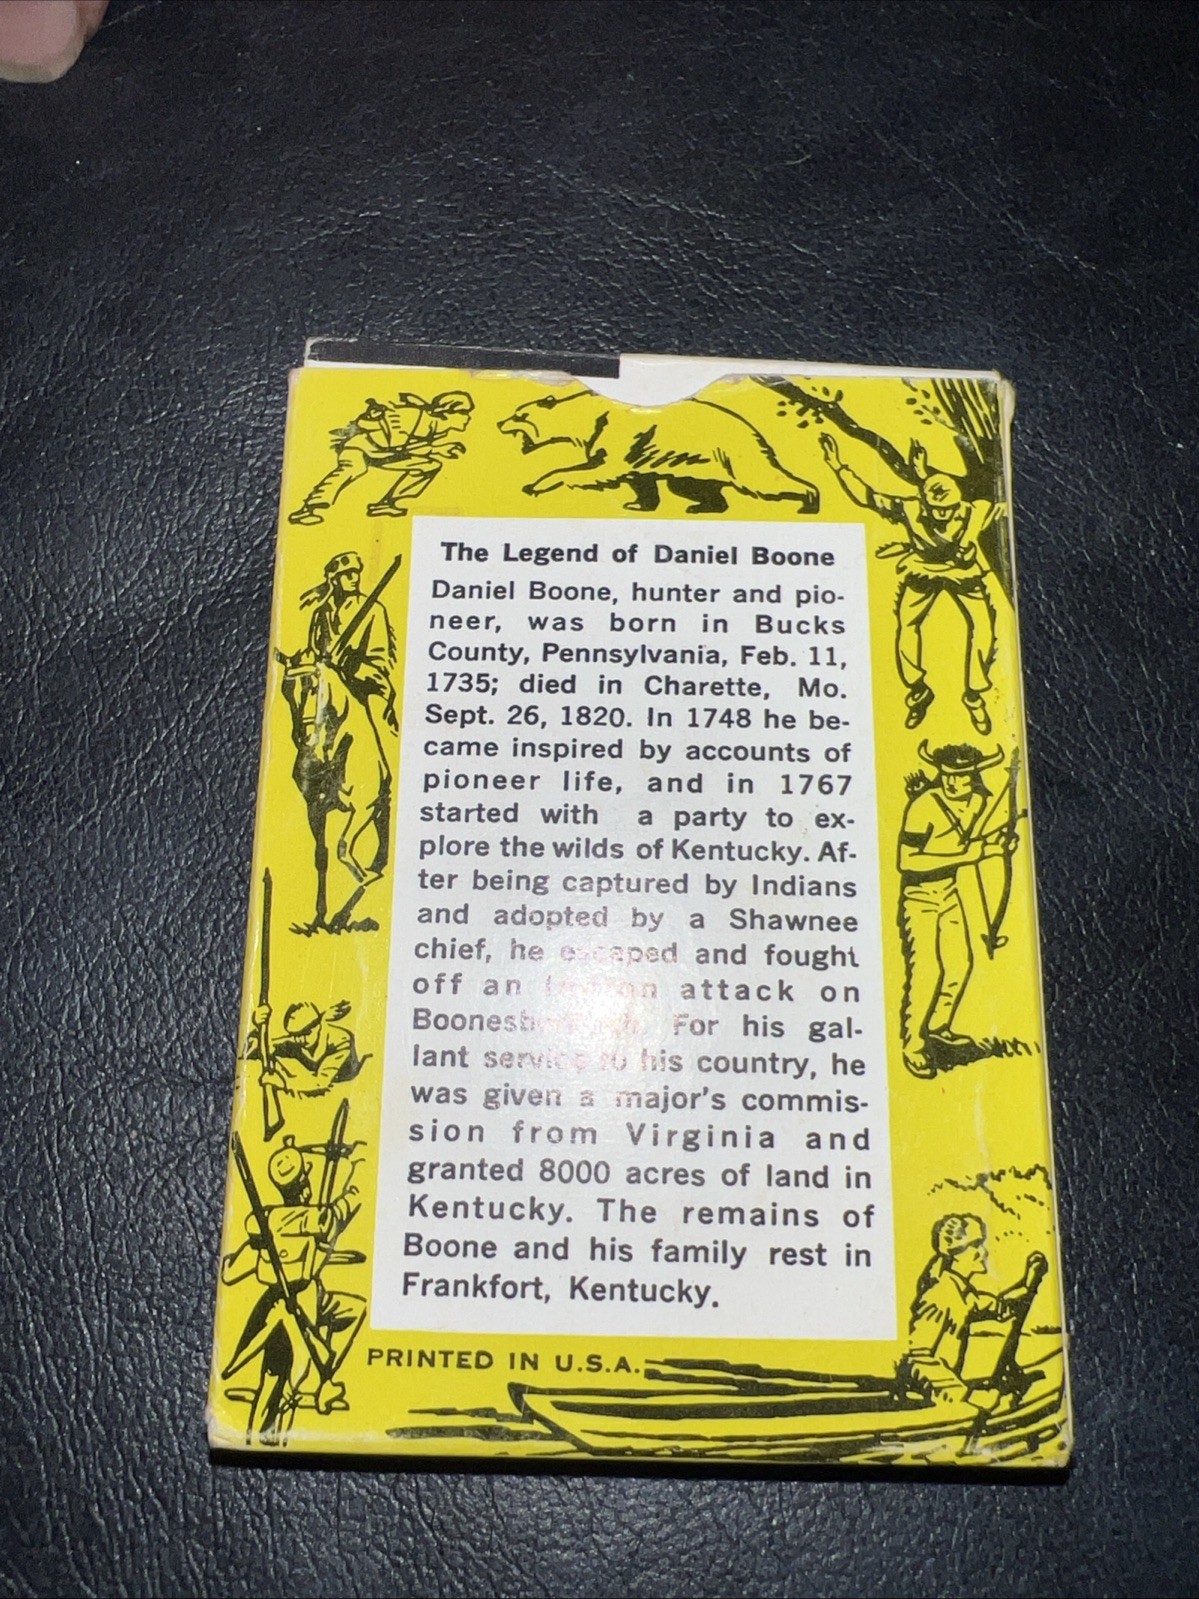 The Legend of Daniel Boone
Daniel Boone, hunter and pio-
neer, was born in Bucks
County, Pennsylvania, Feb. 11,
1735; died in Charette, Mo.
Sept. 26, 1820. In 1748 he be-
came inspired by accounts of
pioneer life, and in 1767
started with a party to ex-
plore the wilds of Kentucky. Af-
ter being captured by Indians
and adopted by a Shawnee
chief, he escaped and fought
off an Indian attack on
For his gal-
lant service to his country, he
was given a major's commis-
sion from Virginia and
granted 8000 acres of land in
Kentucky. The remains of
Boone and his family rest in
Frankfort, Kentucky.
PRINTED IN U.S.A.